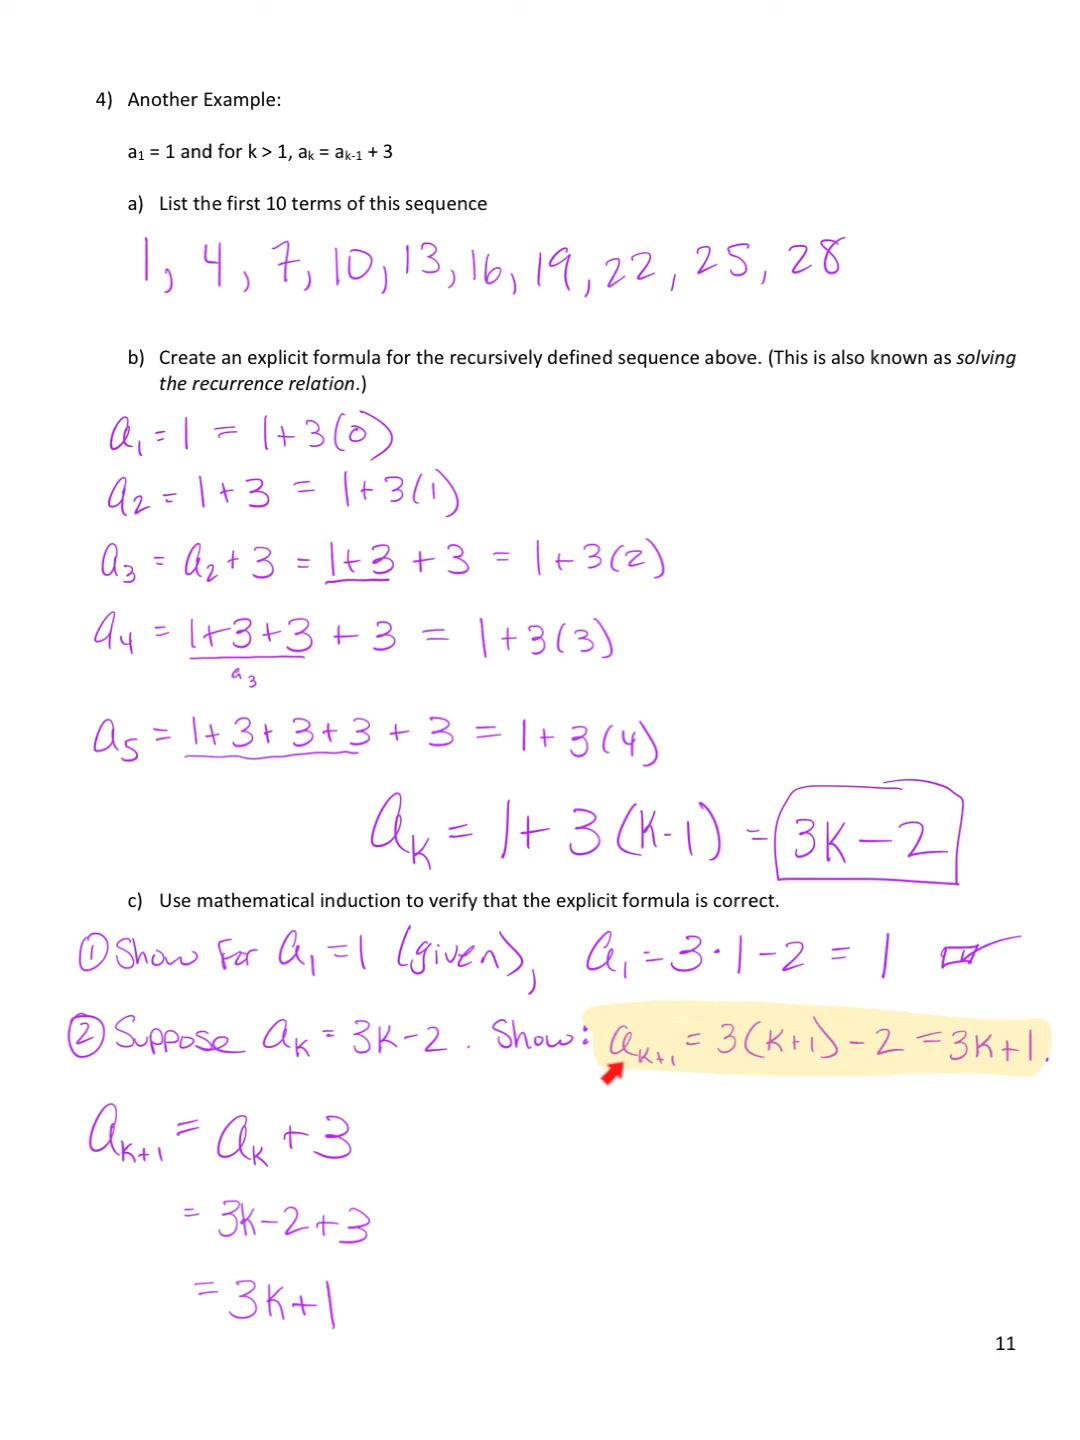 4) Another Example:
a₁ = 1 and for k > 1, aₖ = aₖ₋₁ + 3
a) List the first 10 terms of this sequence
1, 4, 7, 10, 13, 16, 19, 22, 25, 28
b) Create an explicit formula for the recursively defined sequence above. (This is also known as solving
the recurrence relation.)
a₁ = 1 = 1+3(0)
a₂ = 1+3 = 1+3(1)
a₃ = a₂+3 = 1+3+3 = 1+3(2)
a₄ = 1+3+3+3 = 1+3(3)
a₃
a₅ = 1+3+3+3+3 = 1+3(4)
aₖ = 1+3(k-1) = 3k-2
c) Use mathematical induction to verify that the explicit formula is correct.
① Show for a₁ = 1 (given), a₁ = 3·1-2 = 1
② Suppose aₖ = 3k-2. Show: aₖ₊₁ = 3(k+1)-2 = 3k+1.
aₖ₊₁ = aₖ + 3
= 3k-2+3
= 3k+1
11